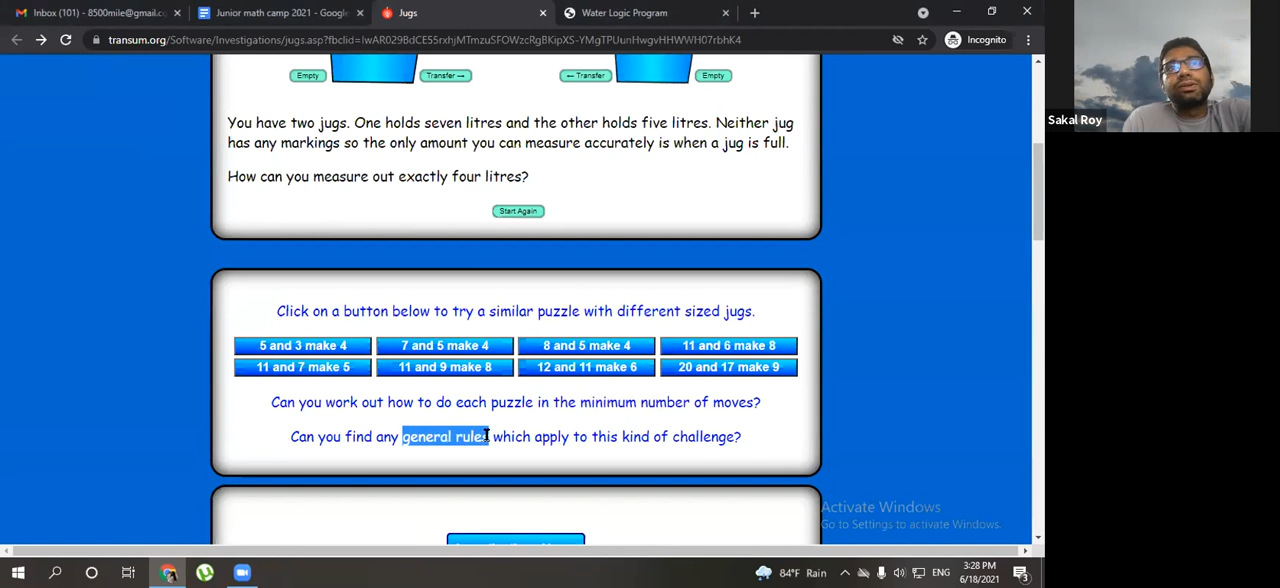 Inbox (101) - 8500mile@gmail.co
Junior math camp 2021 - Google
Jugs
Water Logic Program
transum.org/Software/Investigations/jugs.asp?fbclid=
Incognito
Empty
Transfer →
← Transfer
Empty
Sakal Roy
You have two jugs. One holds seven litres and the other holds five litres. Neither jug
has any markings so the only amount you can measure accurately is when a jug is full.
How can you measure out exactly four litres?
Start Again
Click on a button below to try a similar puzzle with different sized jugs.
5 and 3 make 4
7 and 5 make 4
8 and 5 make 4
11 and 6 make 8
11 and 7 make 5
11 and 9 make 8
12 and 11 make 6
20 and 17 make 9
Can you work out how to do each puzzle in the minimum number of moves?
Can you find any general rules which apply to this kind of challenge?
Activate Windows
Go to Settings to activate Windows.
84°F Rain
ENG
3:28 PM
6/18/2021
3